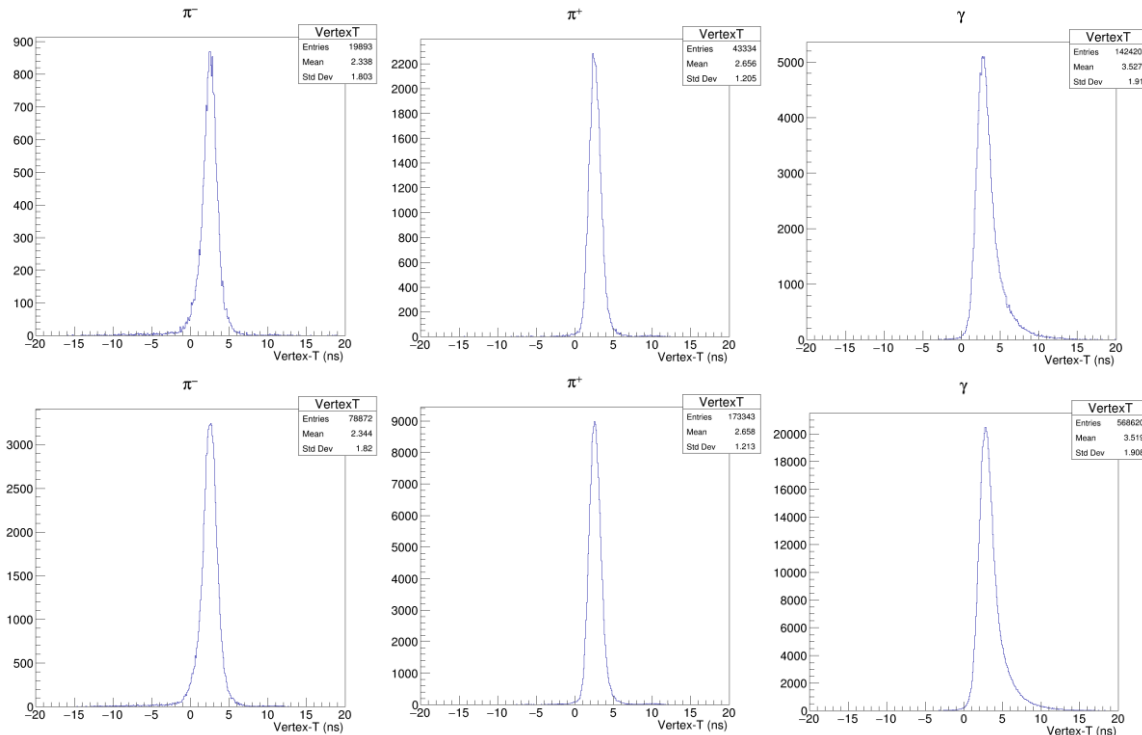 π⁻
VertexT
Entries 19893
Mean 2.338
Std Dev 1.803
900
800
700
600
500
400
300
200
100
0
−20 −15 −10 −5 0 5 10 15 20
Vertex-T (ns)
π⁺
VertexT
Entries 43334
Mean 2.656
Std Dev 1.205
2200
2000
1800
1600
1400
1200
1000
800
600
400
200
0
−20 −15 −10 −5 0 5 10 15 20
Vertex-T (ns)
γ
VertexT
Entries 142420
Mean 3.527
Std Dev 1.91
5000
4000
3000
2000
1000
0
−20 −15 −10 −5 0 5 10 15 20
Vertex-T (ns)
π⁻
VertexT
Entries 78872
Mean 2.344
Std Dev 1.82
3000
2500
2000
1500
1000
500
0
−20 −15 −10 −5 0 5 10 15 20
Vertex-T (ns)
π⁺
VertexT
Entries 173343
Mean 2.658
Std Dev 1.213
9000
8000
7000
6000
5000
4000
3000
2000
1000
0
−20 −15 −10 −5 0 5 10 15 20
Vertex-T (ns)
γ
VertexT
Entries 568620
Mean 3.519
Std Dev 1.908
20000
18000
16000
14000
12000
10000
8000
6000
4000
2000
0
−20 −15 −10 −5 0 5 10 15 20
Vertex-T (ns)